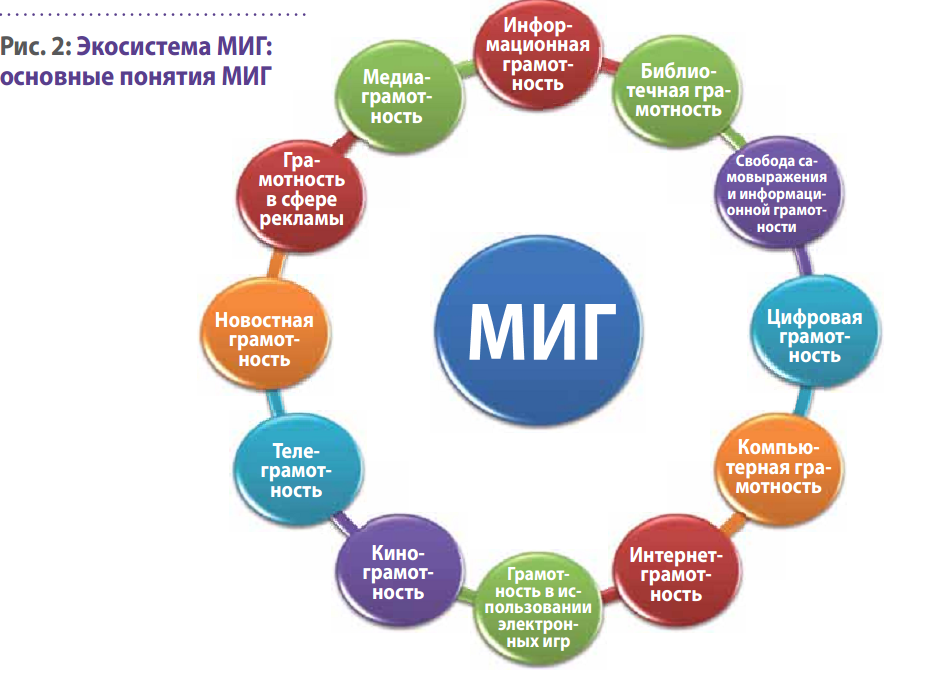 Рис. 2: Экосистема МИГ:
основные понятия МИГ
Инфор-
мационная
грамот-
ность
Библио-
течная гра-
мотность
Свобода са-
мовыражения
и информаци-
онной грамот-
ности
Цифровая
грамот-
ность
Компью-
терная гра-
мотность
Интернет-
грамот-
ность
Грамот-
ность в ис-
пользовании
электрон-
ных игр
Кино-
грамот-
ность
Теле-
грамот-
ность
Новостная
грамот-
ность
Гра-
мотность
в сфере
рекламы
Медиа-
грамот-
ность
МИГ